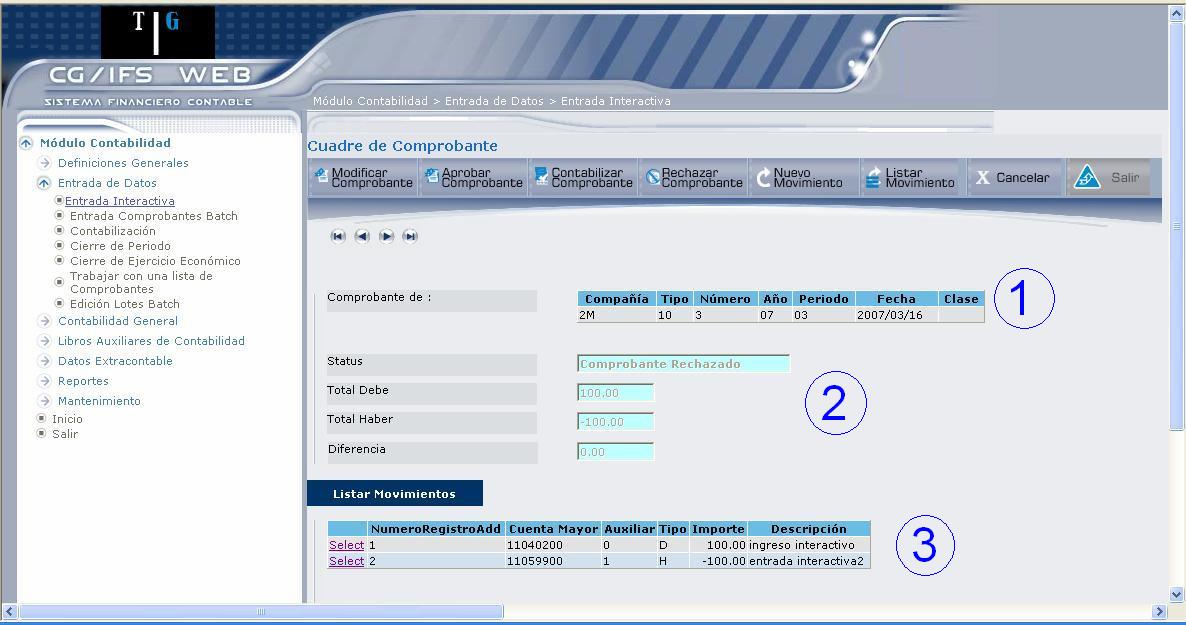 T G
CG/IFS WEB
SISTEMA FINANCIERO CONTABLE
Módulo Contabilidad > Entrada de Datos > Entrada Interactiva
Módulo Contabilidad
Definiciones Generales
Entrada de Datos
Entrada Interactiva
Entrada Comprobantes Batch
Contabilización
Cierre de Periodo
Cierre de Ejercicio Económico
Trabajar con una lista de
Comprobantes
Edición Lotes Batch
Contabilidad General
Libros Auxiliares de Contabilidad
Datos Extracontable
Reportes
Mantenimiento
Inicio
Salir
Cuadre de Comprobante
Modificar Comprobante
Aprobar Comprobante
Contabilizar Comprobante
Rechazar Comprobante
Nuevo Movimiento
Listar Movimiento
X Cancelar
Salir
Comprobante de :
Compañía Tipo Número Año Periodo Fecha Clase
2M 10 3 07 03 2007/03/16
1
Status Comprobante Rechazado
Total Debe 100.00
2
Total Haber -100.00
Diferencia 0.00
Listar Movimientos
NumeroRegistroAdd Cuenta Mayor Auxiliar Tipo Importe Descripción
Select 1 11040200 0 D 100.00 ingreso interactivo
Select 2 11059900 1 H -100.00 entrada interactiva2
3